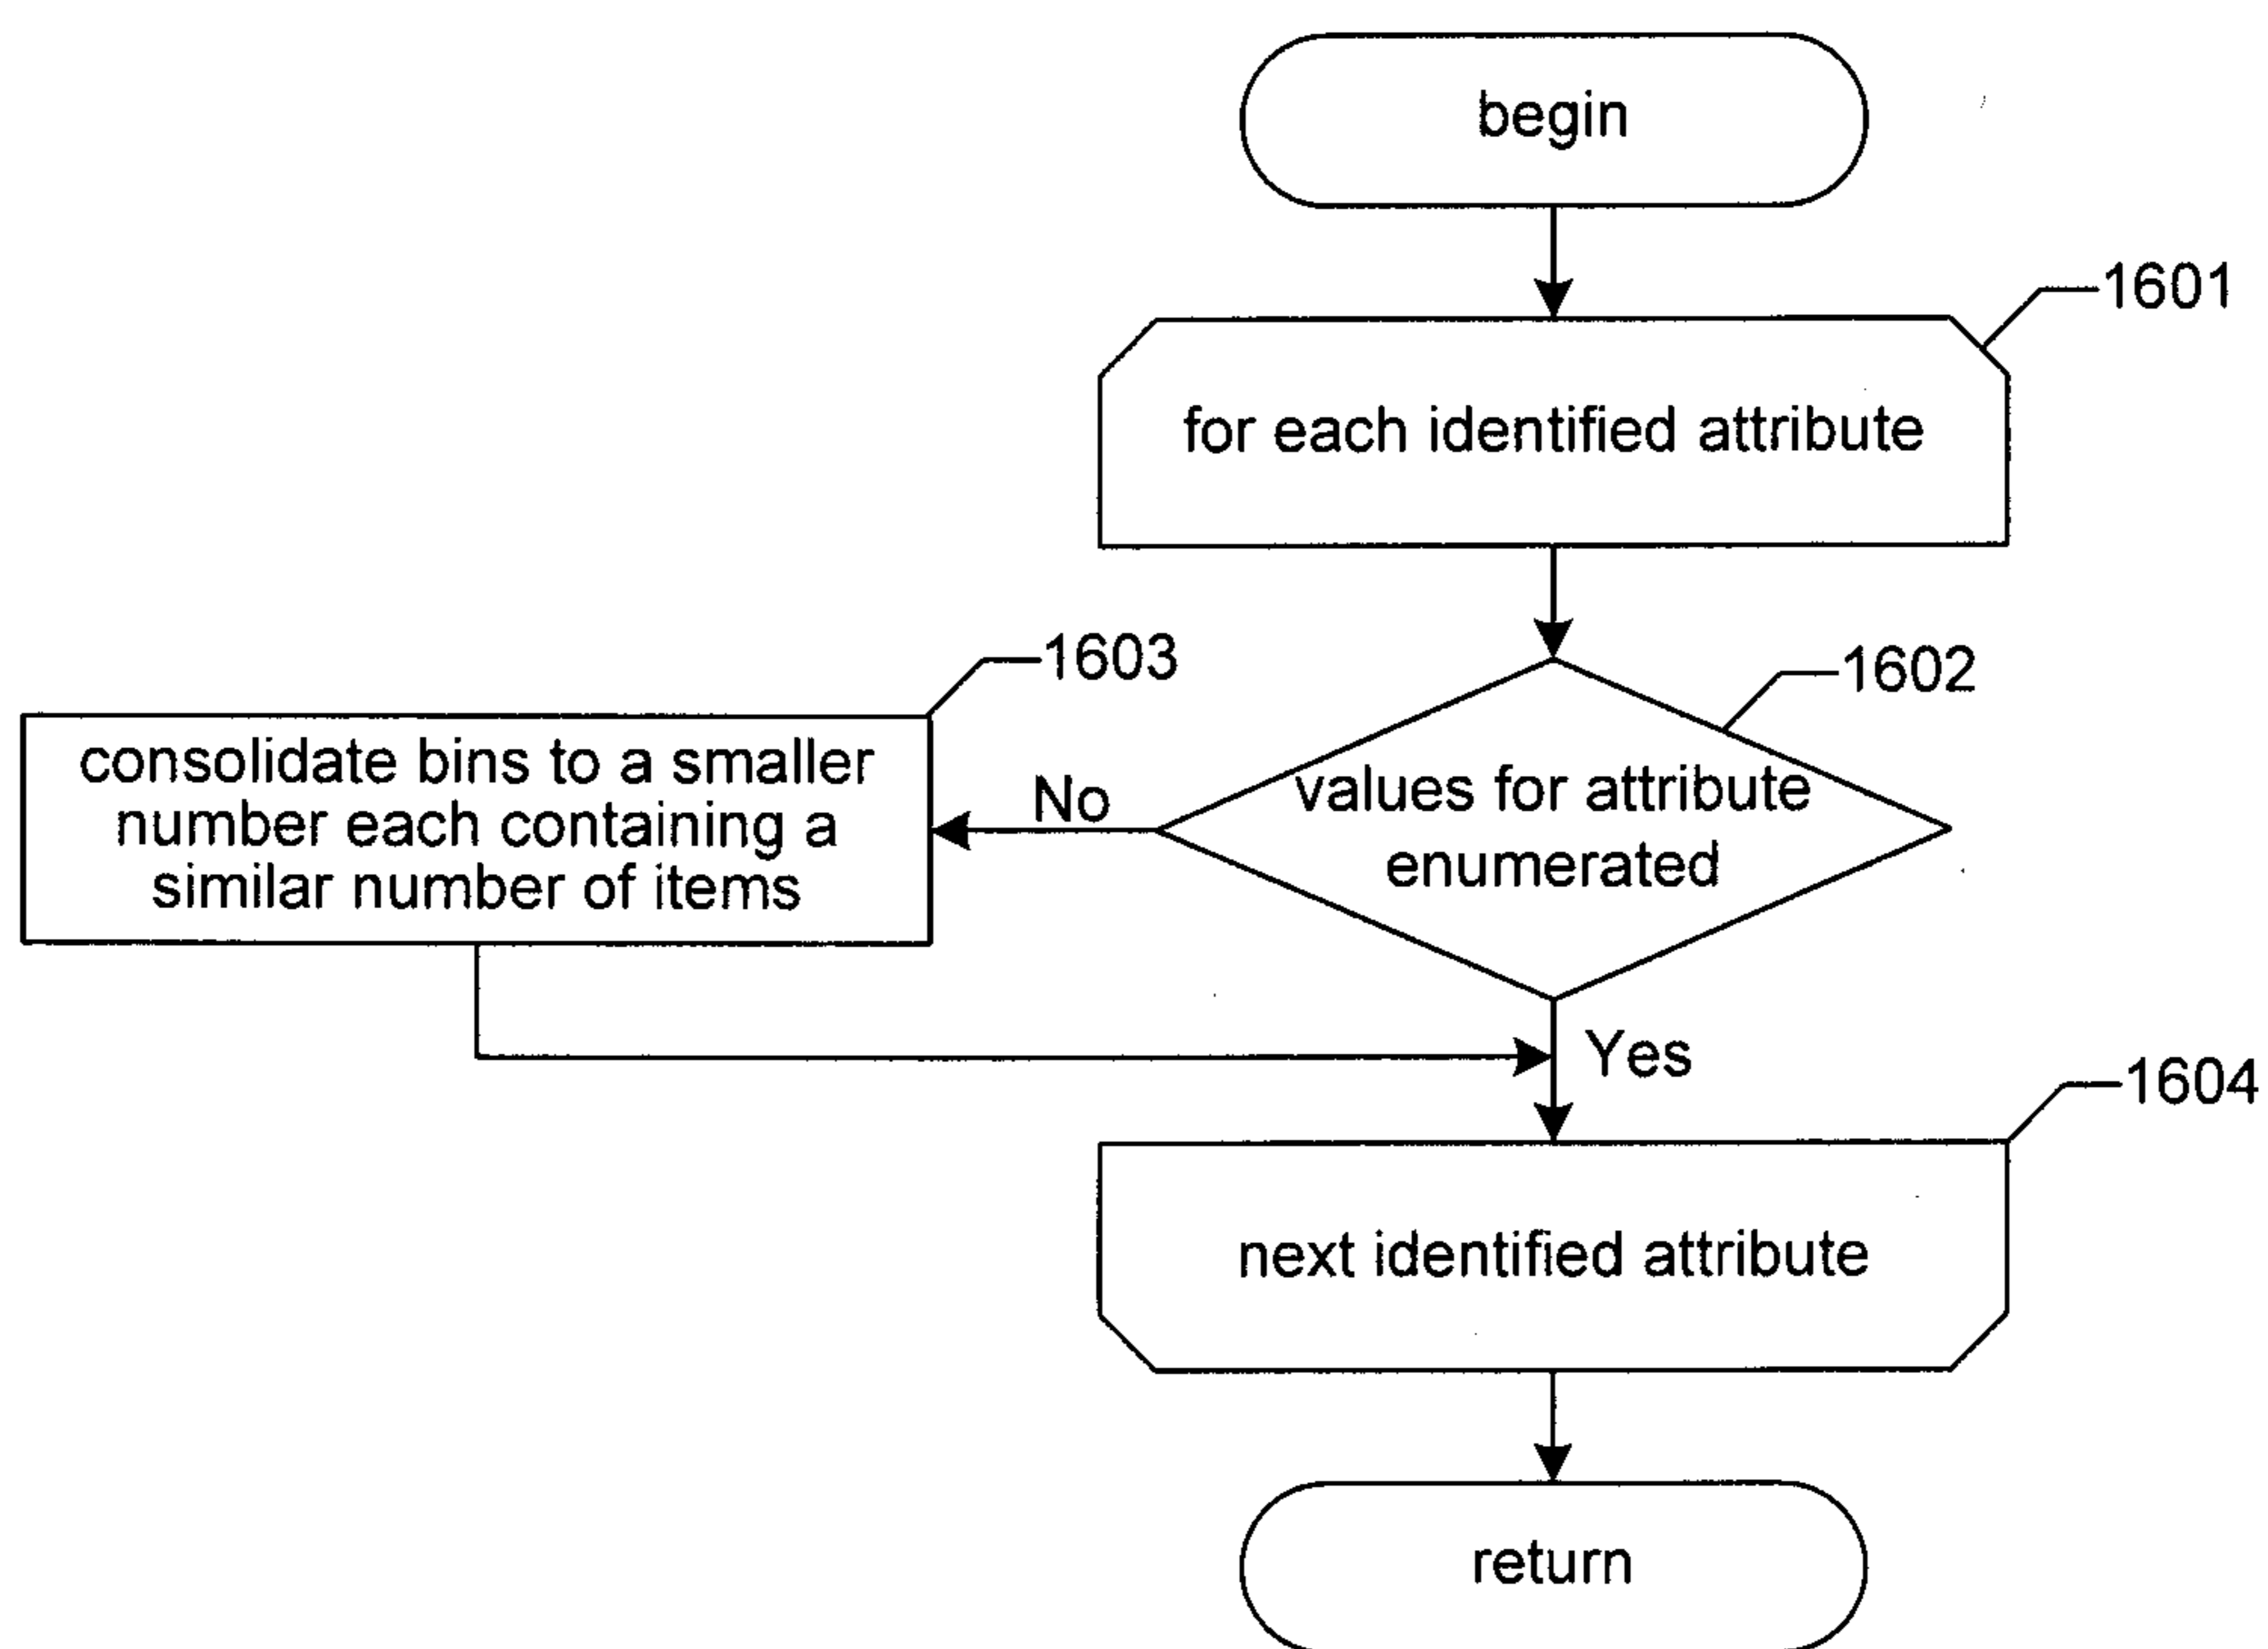 begin
1601
for each identified attribute
1603
1602
consolidate bins to a smaller
number each containing a
similar number of items
No
values for attribute
enumerated
Yes
1604
next identified attribute
return